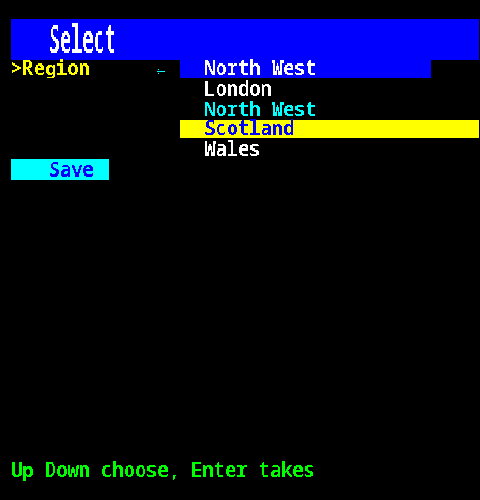 Select
>Region ← North West
London
North West
Scotland
Wales
Save
Up Down choose, Enter takes